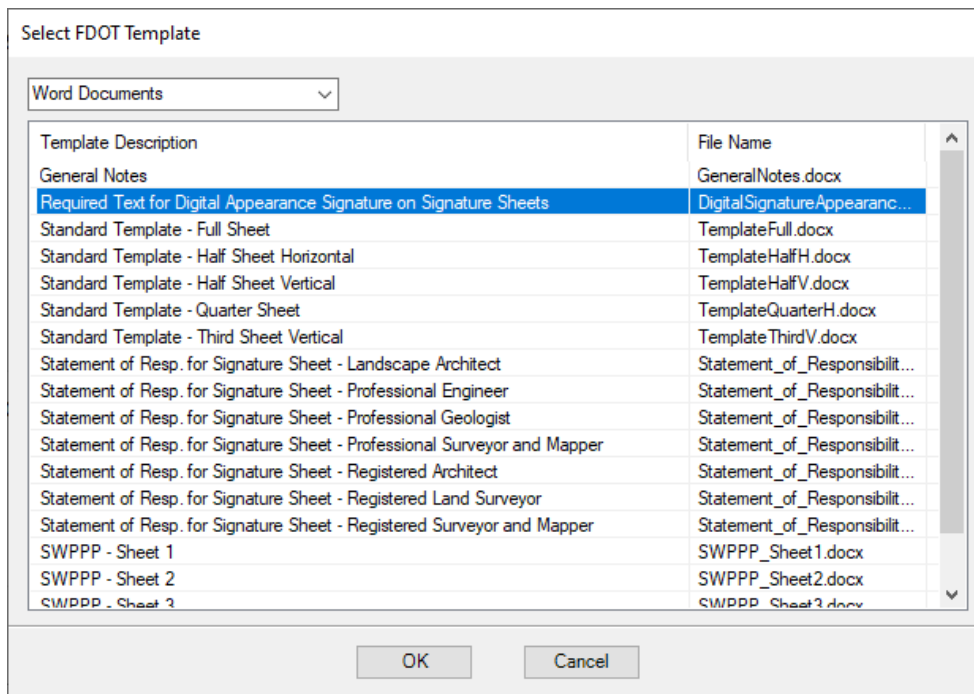 Select FDOT Template
Word Documents
Template Description File Name
General Notes GeneralNotes.docx
Required Text for Digital Appearance Signature on Signature Sheets DigitalSignatureAppearanc...
Standard Template - Full Sheet TemplateFull.docx
Standard Template - Half Sheet Horizontal TemplateHalfH.docx
Standard Template - Half Sheet Vertical TemplateHalfV.docx
Standard Template - Quarter Sheet TemplateQuarterH.docx
Standard Template - Third Sheet Vertical TemplateThirdV.docx
Statement of Resp. for Signature Sheet - Landscape Architect Statement_of_Responsibilit...
Statement of Resp. for Signature Sheet - Professional Engineer Statement_of_Responsibilit...
Statement of Resp. for Signature Sheet - Professional Geologist Statement_of_Responsibilit...
Statement of Resp. for Signature Sheet - Professional Surveyor and Mapper Statement_of_Responsibilit...
Statement of Resp. for Signature Sheet - Registered Architect Statement_of_Responsibilit...
Statement of Resp. for Signature Sheet - Registered Land Surveyor Statement_of_Responsibilit...
Statement of Resp. for Signature Sheet - Registered Surveyor and Mapper Statement_of_Responsibilit...
SWPPP - Sheet 1 SWPPP_Sheet1.docx
SWPPP - Sheet 2 SWPPP_Sheet2.docx
SWPPP - Sheet 3 SWPPP_Sheet3.docx
OK Cancel